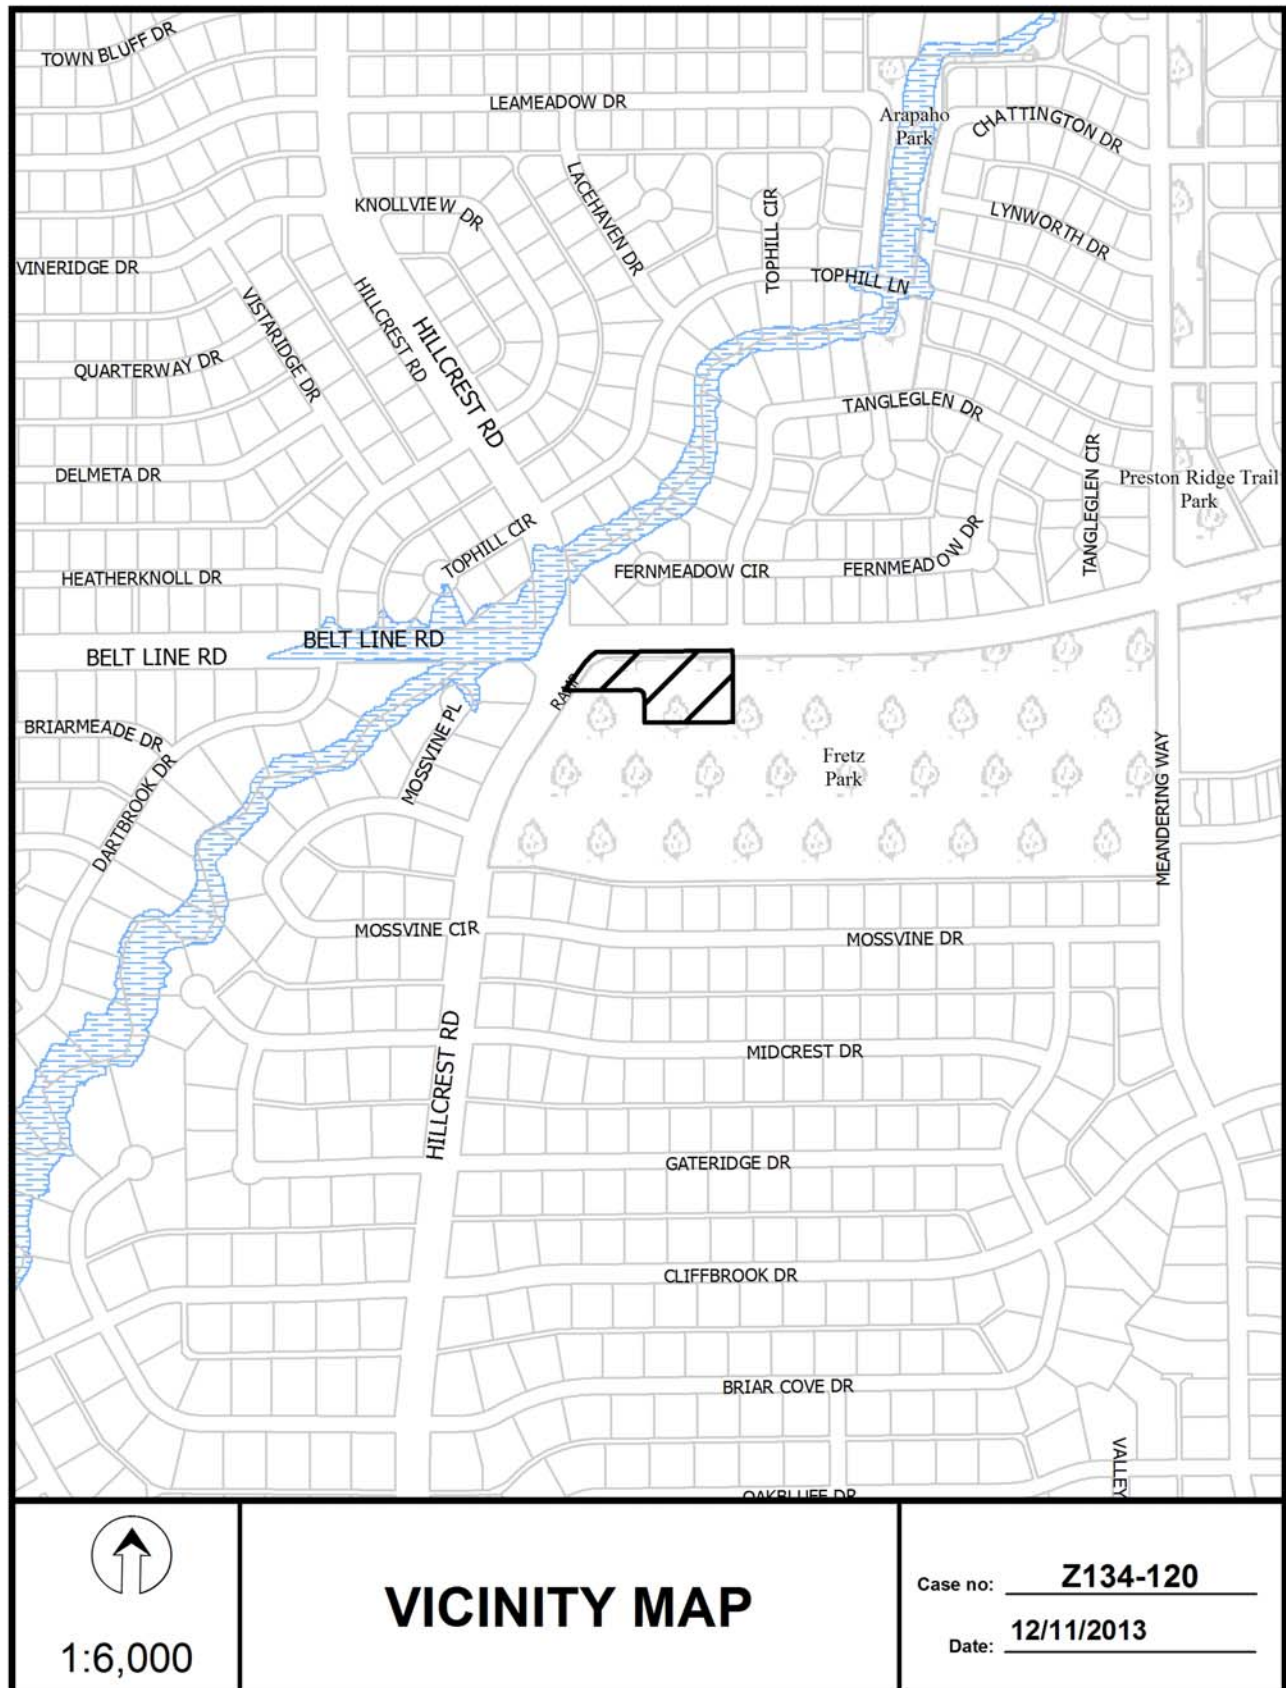 TOWN BLUFF DR
LEAMEADOW DR
Arapaho
Park
CHATTINGTON DR
LACEHAVEN DR
KNOLLVIEW DR
TOPHILL CIR
LYNWORTH DR
VINERIDGE DR
TOPHILL LN
VISTARIDGE DR
HILLCREST RD
HILLCREST RD
QUARTERWAY DR
TANGLEGLEN DR
DELMETA DR
TANGLEGLEN CIR
Preston Ridge Trail
Park
TOPHILL CIR
FERNMEADOW DR
HEATHERKNOLL DR
FERNMEADOW CIR
BELT LINE RD
BELT LINE RD
RAMP
BRIARMEADE DR
MOSSVINE PL
DARTBROOK DR
Fretz
Park
MEANDERING WAY
MOSSVINE CIR
MOSSVINE DR
HILLCREST RD
MIDCREST DR
GATERIDGE DR
CLIFFBROOK DR
BRIAR COVE DR
VALLEY
OAKBLUFF DR
1:6,000
VICINITY MAP
Case no: Z134-120
Date: 12/11/2013